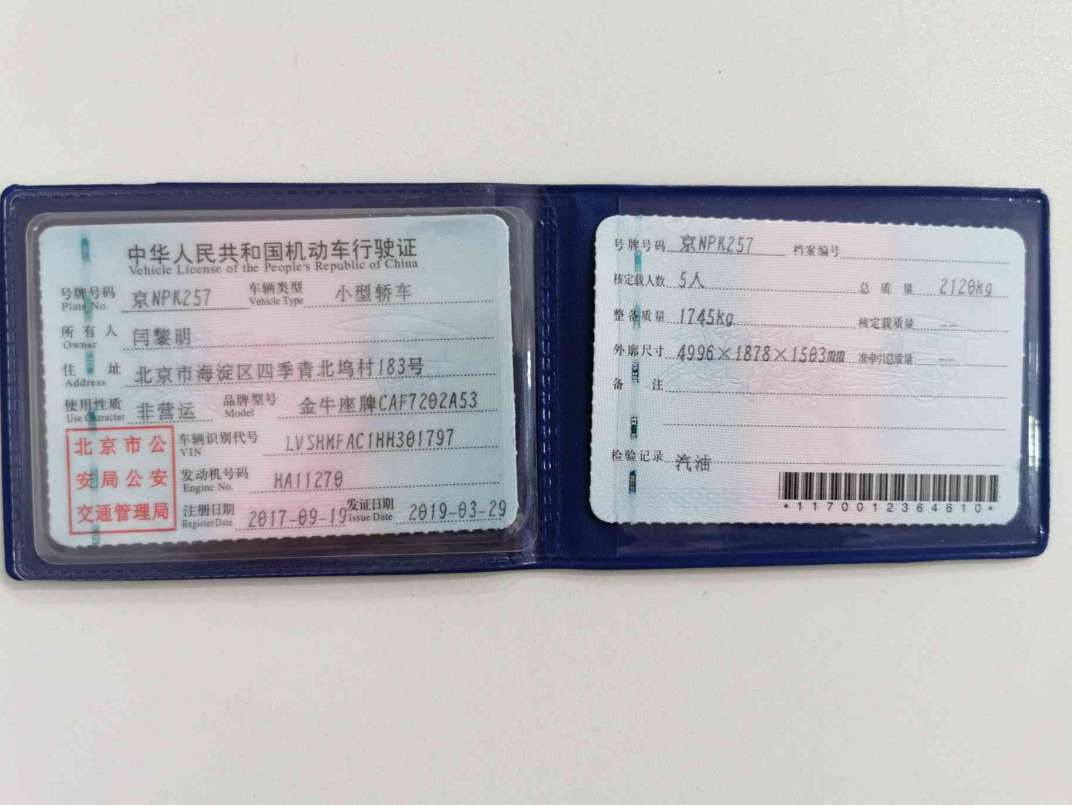 中华人民共和国机动车行驶证
Vehicle License of the People's Republic of China
号牌号码 京NPK257 车辆类型 小型轿车
Plate No. Vehicle Type
所有人 闫黎明
Owner
住址 北京市海淀区四季青北坞村183号
Address
使用性质 非营运 品牌型号 金牛座牌CAF7202A53
Use Character Model
北京市公安局公安交通管理局
车辆识别代号 LVSHMFAC1HH301797
VIN
发动机号码 HA11270
Engine No.
注册日期 2017-09-19 发证日期 2019-03-29
Register Date Issue Date
号牌号码 京NPK257 档案编号
核定载人数 5人 总质量 2120kg
整备质量 1745kg 核定载质量 --
外廓尺寸 4996×1878×1503mm 准牵引总质量 --
备注
检验记录 汽油
*1170012364610*